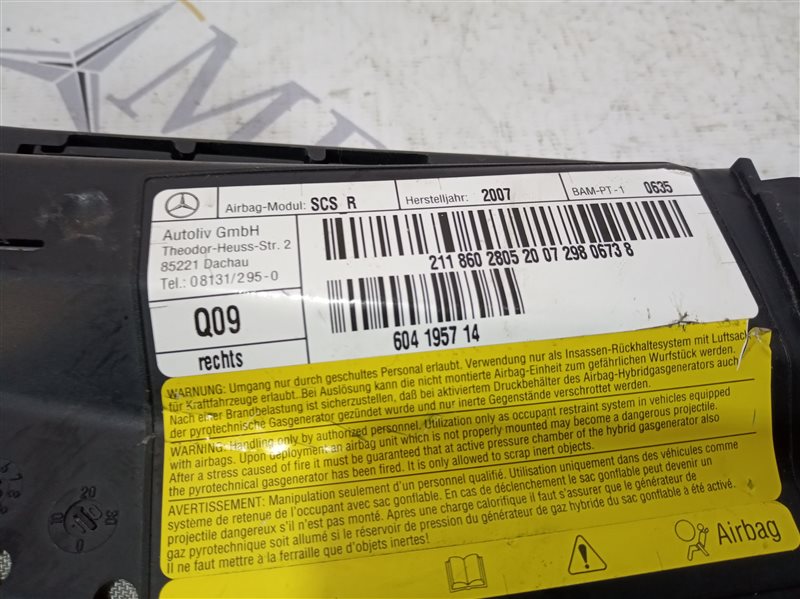 Airbag-Modul: SCS R
Herstelljahr: 2007
BAM-PT-1 0635
Autoliv GmbH
Theodor-Heuss-Str. 2
85221 Dachau
Tel.: 08131/295-0
211 860 2805 20 07 298 0673 8
Q09
rechts
604 1957 14
WARNUNG: Umgang nur durch geschultes Personal erlaubt. Verwendung nur als Insassen-Rückhaltesystem mit Luftsack
für Kraftfahrzeuge erlaubt. Bei Auslösung kann die nicht montierte Airbag-Einheit zum gefährlichen Wurfstück werden.
Nach einer Brandbelastung ist sicherzustellen, daß bei aktiviertem Druckbehälter des Airbag-Hybridgasgenerators auch
der pyrotechnische Gasgenerator gezündet wurde und nur inerte Gegenstände verschrottet werden.
WARNING: Handling only by authorized personnel. Utilization only as occupant restraint system in vehicles equipped
with airbags. Upon deployment an airbag unit which is not properly mounted may become a dangerous projectile.
After a stress caused of fire it must be guaranteed that at active pressure chamber of the hybrid gasgenerator also
the pyrotechnical gasgenerator has been fired. It is only allowed to scrap inert objects.
AVERTISSEMENT: Manipulation seulement d'un personnel qualifié. Utilisation uniquement dans des véhicules comme
système de retenue de l'occupant avec sac gonflable. En cas de déclenchement le sac gonflable peut devenir un
projectile dangereux s'il n'est pas monté. Après une charge calorifique il faut s'assurer que le générateur de
gaz pyrotechnique soit allumé si le réservoir de pression du générateur de gaz hybride du sac gonflable a été activé.
Il ne faut mettre à la ferraille que d'objets inertes!
Airbag
10 20 30
0